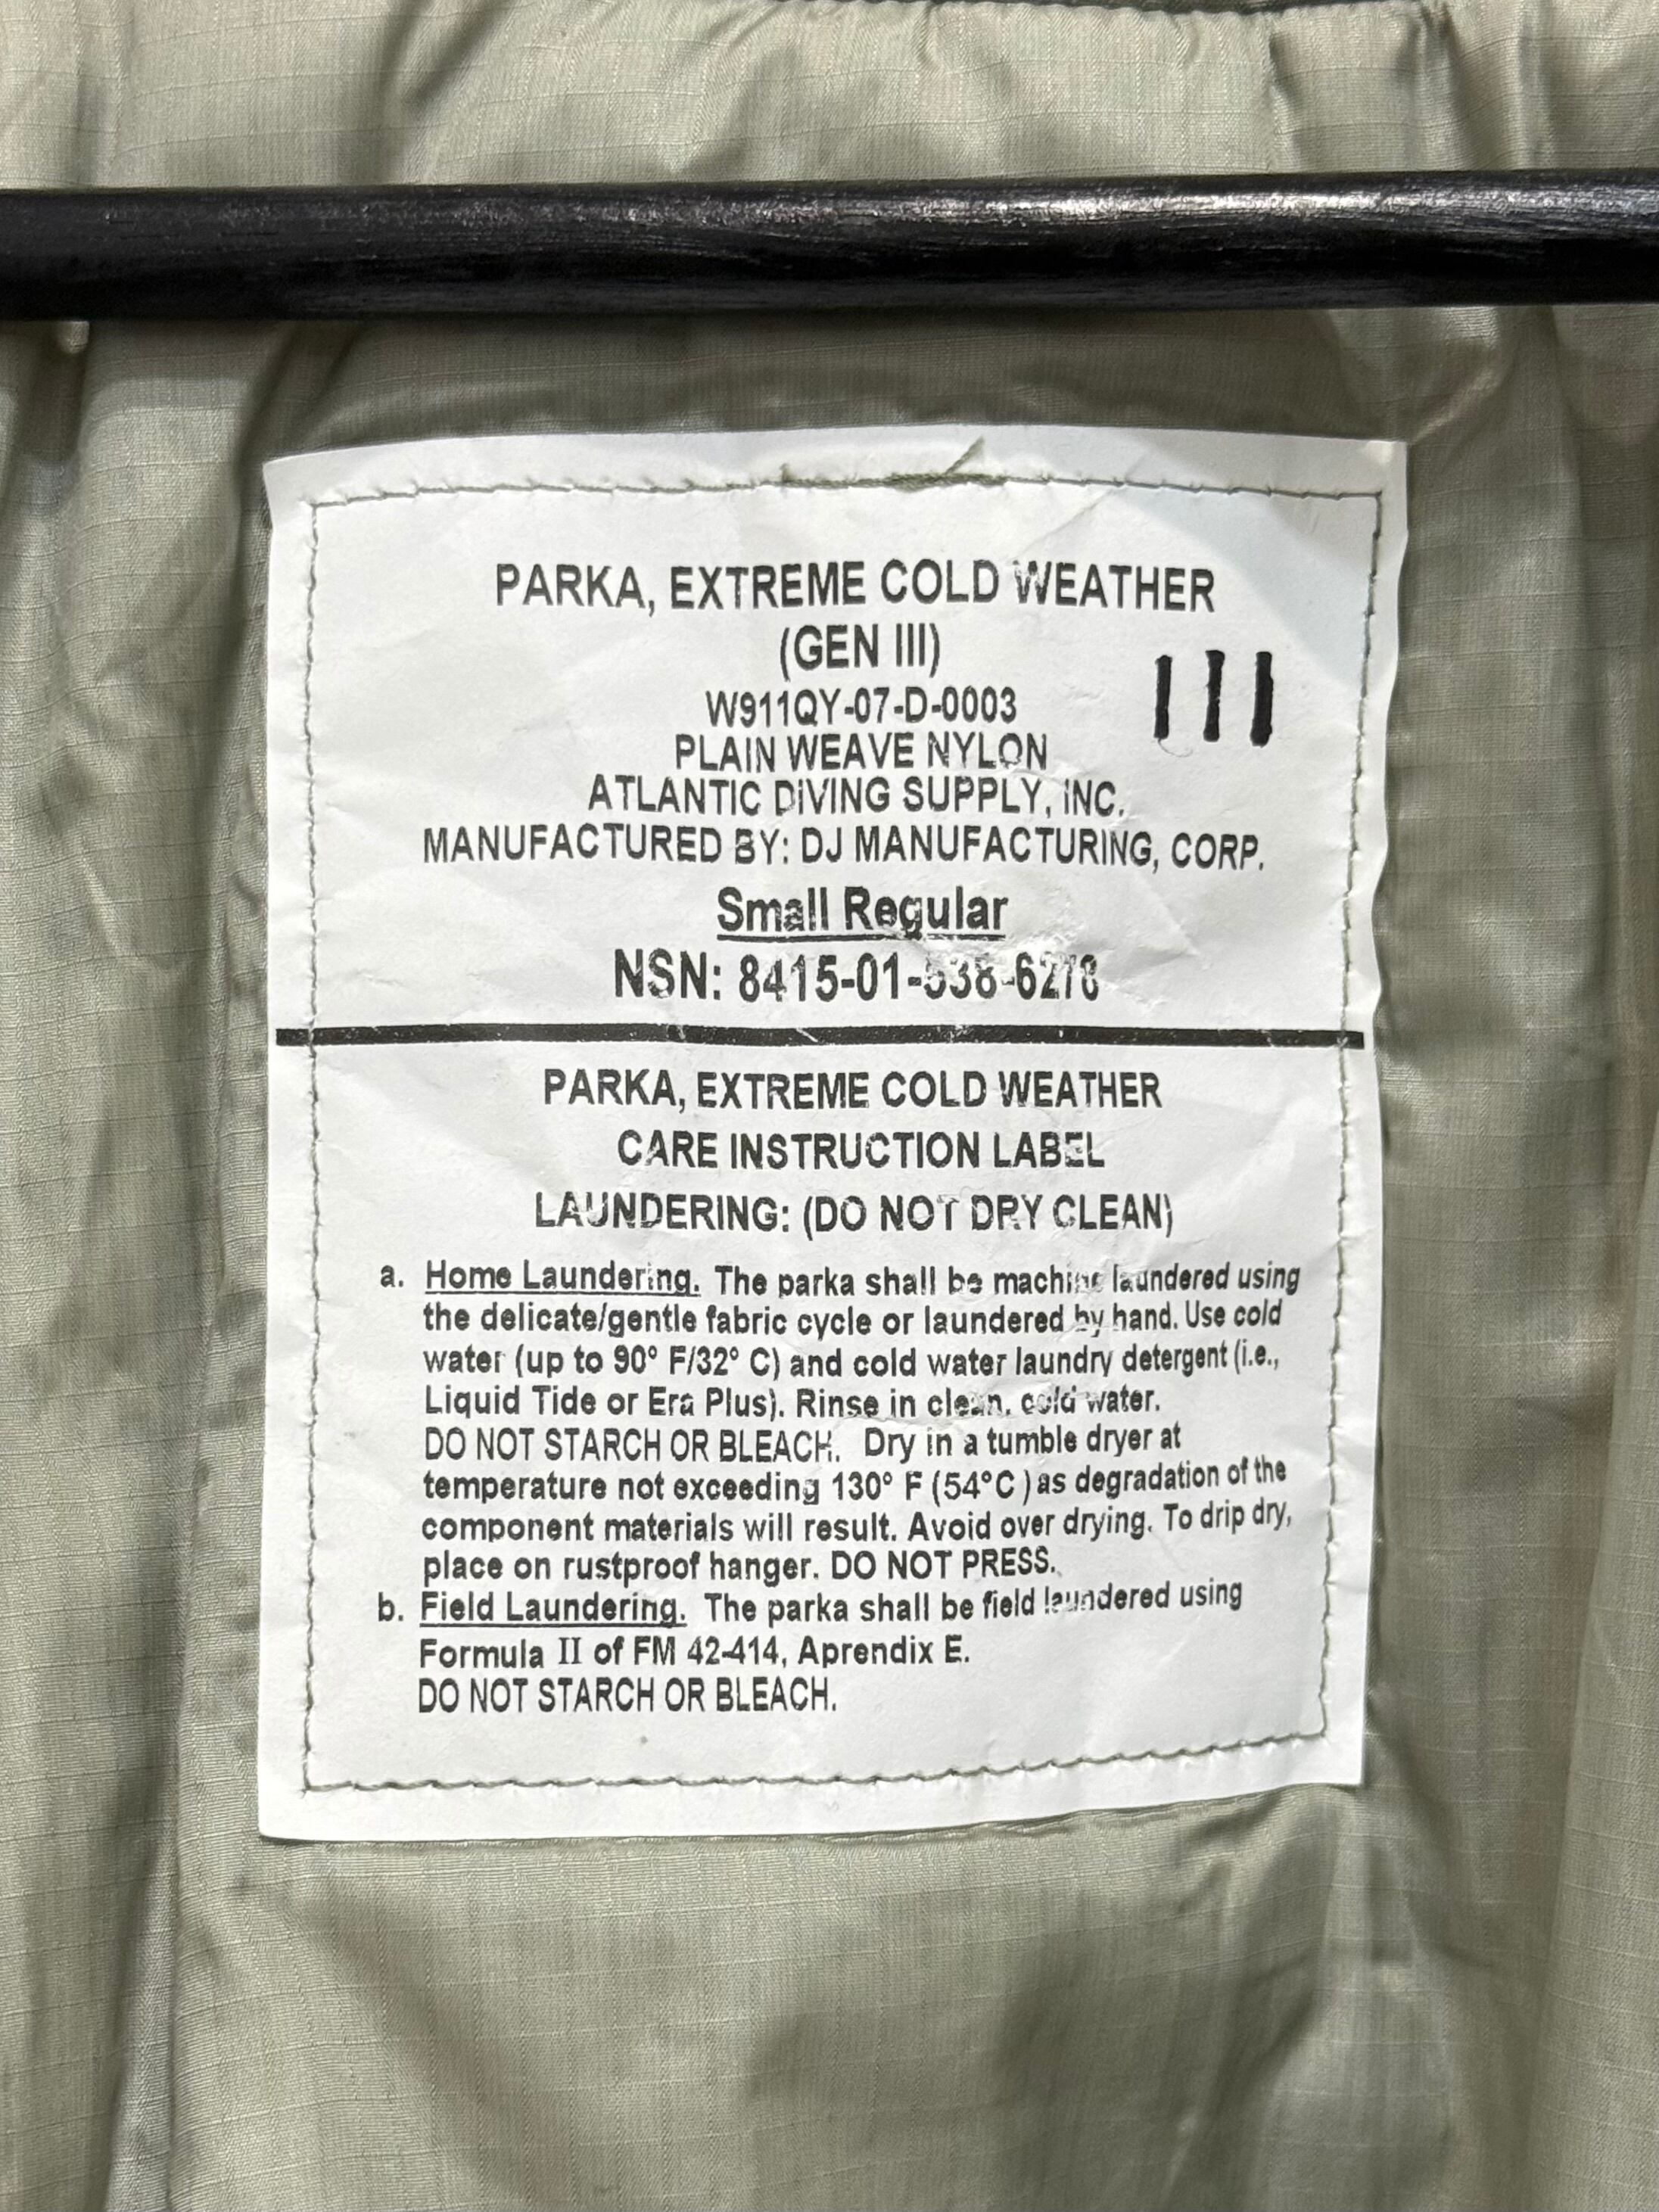 PARKA, EXTREME COLD WEATHER
(GEN III)
III
W911QY-07-D-0003
PLAIN WEAVE NYLON
ATLANTIC DIVING SUPPLY, INC.
MANUFACTURED BY: DJ MANUFACTURING, CORP.
Small Regular
NSN: 8415-01-538-6278
PARKA, EXTREME COLD WEATHER
CARE INSTRUCTION LABEL
LAUNDERING: (DO NOT DRY CLEAN)
a. Home Laundering. The parka shall be machine laundered using
the delicate/gentle fabric cycle or laundered by hand. Use cold
water (up to 90° F/32° C) and cold water laundry detergent (i.e.,
Liquid Tide or Era Plus). Rinse in clean, cold water.
DO NOT STARCH OR BLEACH. Dry in a tumble dryer at
temperature not exceeding 130° F (54°C ) as degradation of the
component materials will result. Avoid over drying. To drip dry,
place on rustproof hanger. DO NOT PRESS.
b. Field Laundering. The parka shall be field laundered using
Formula II of FM 42-414, Aprendix E.
DO NOT STARCH OR BLEACH.